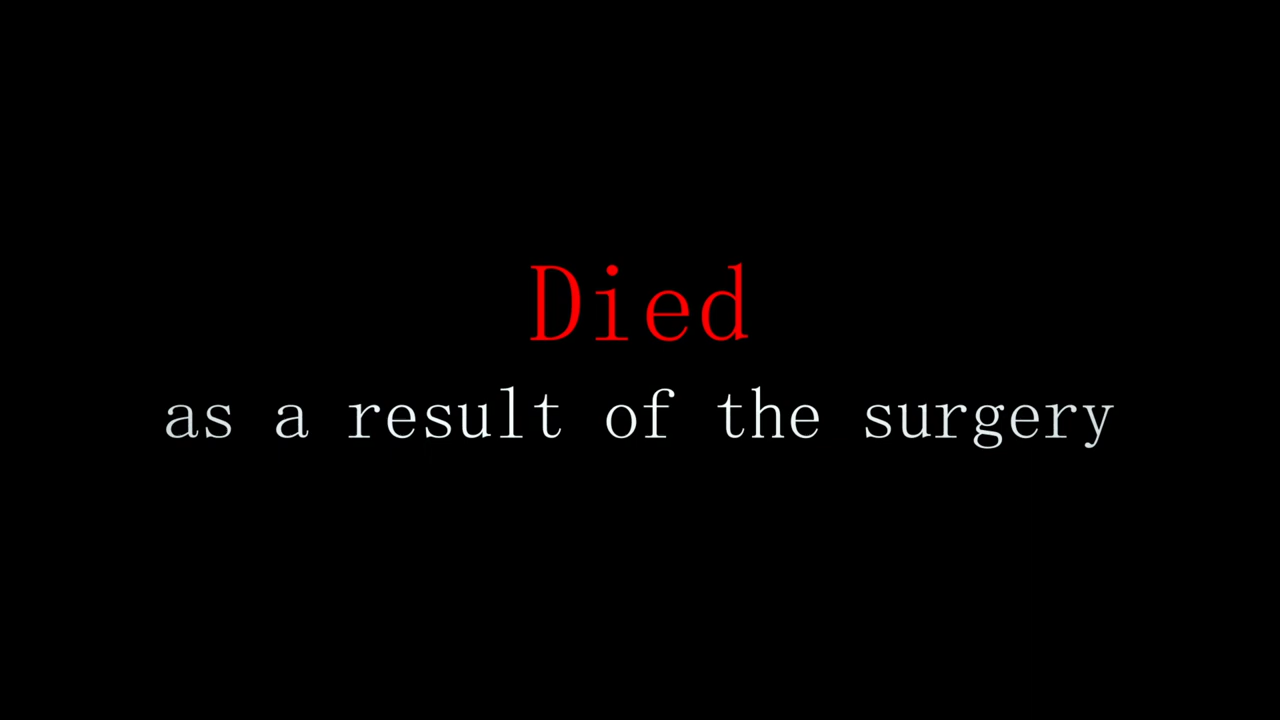 Died
as a result of the surgery